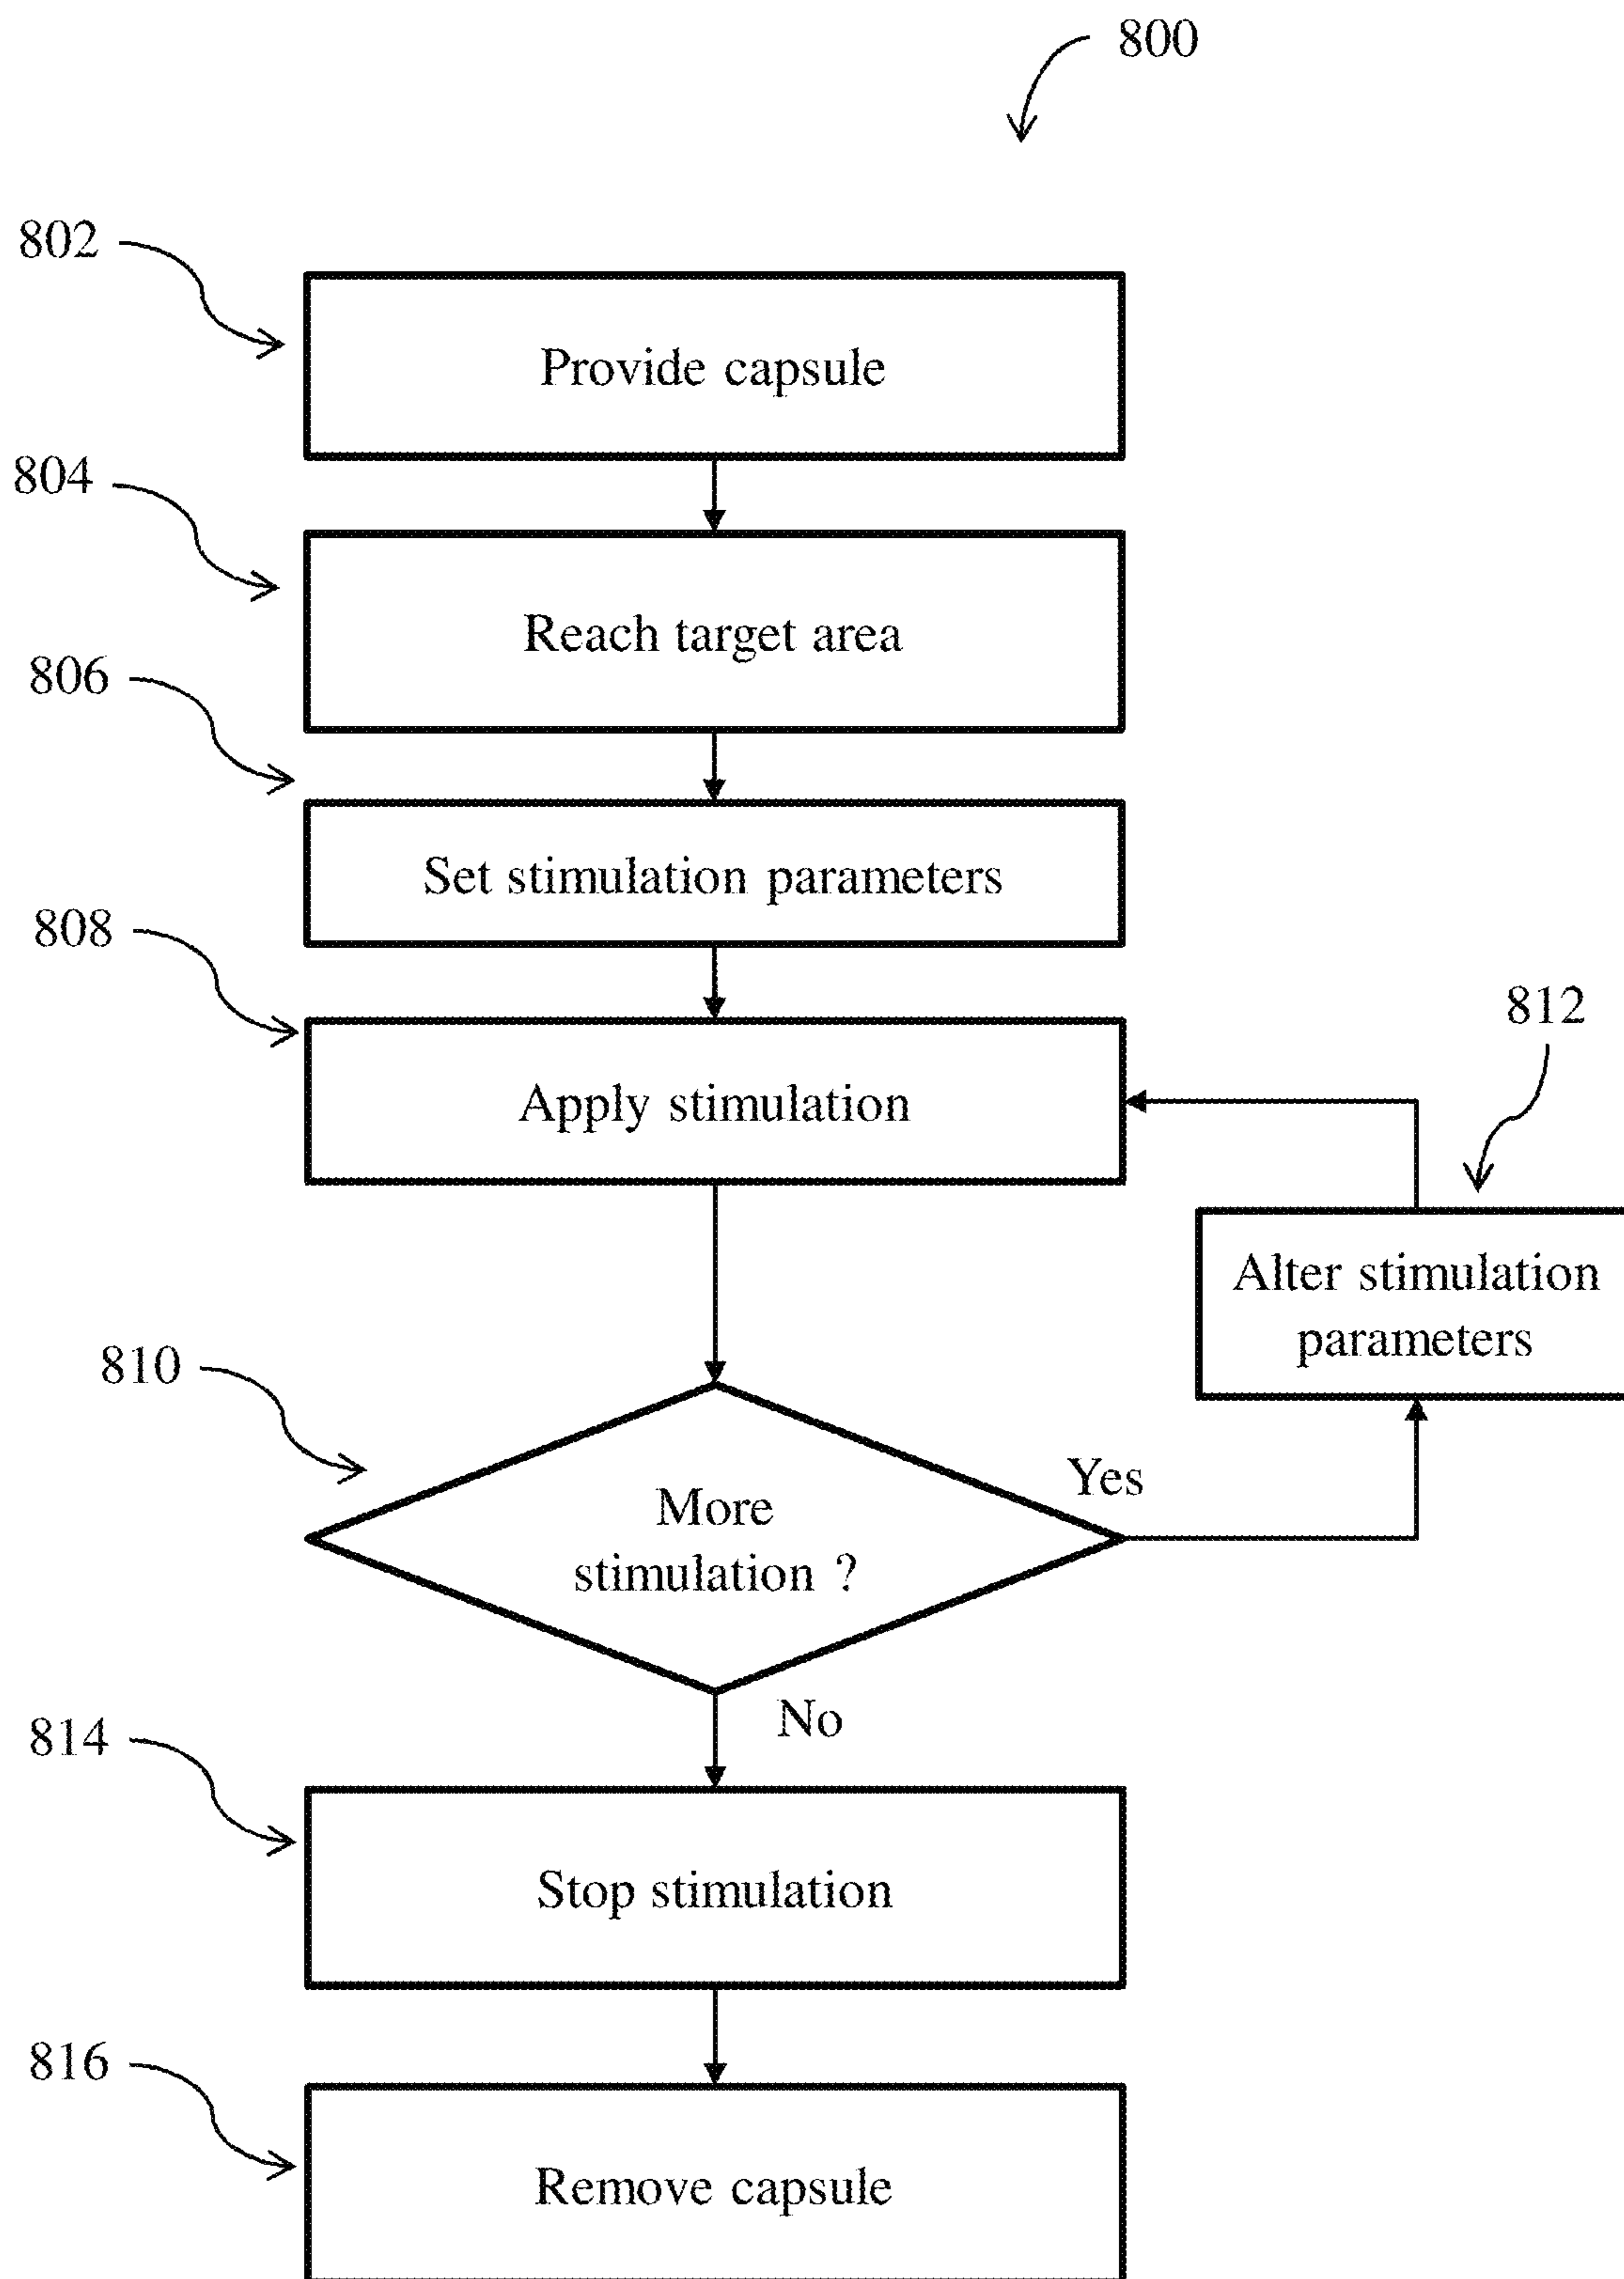 800
802
Provide capsule
804
Reach target area
806
Set stimulation parameters
808
Apply stimulation
812
Alter stimulation
parameters
810
More
stimulation ?
Yes
No
814
Stop stimulation
816
Remove capsule